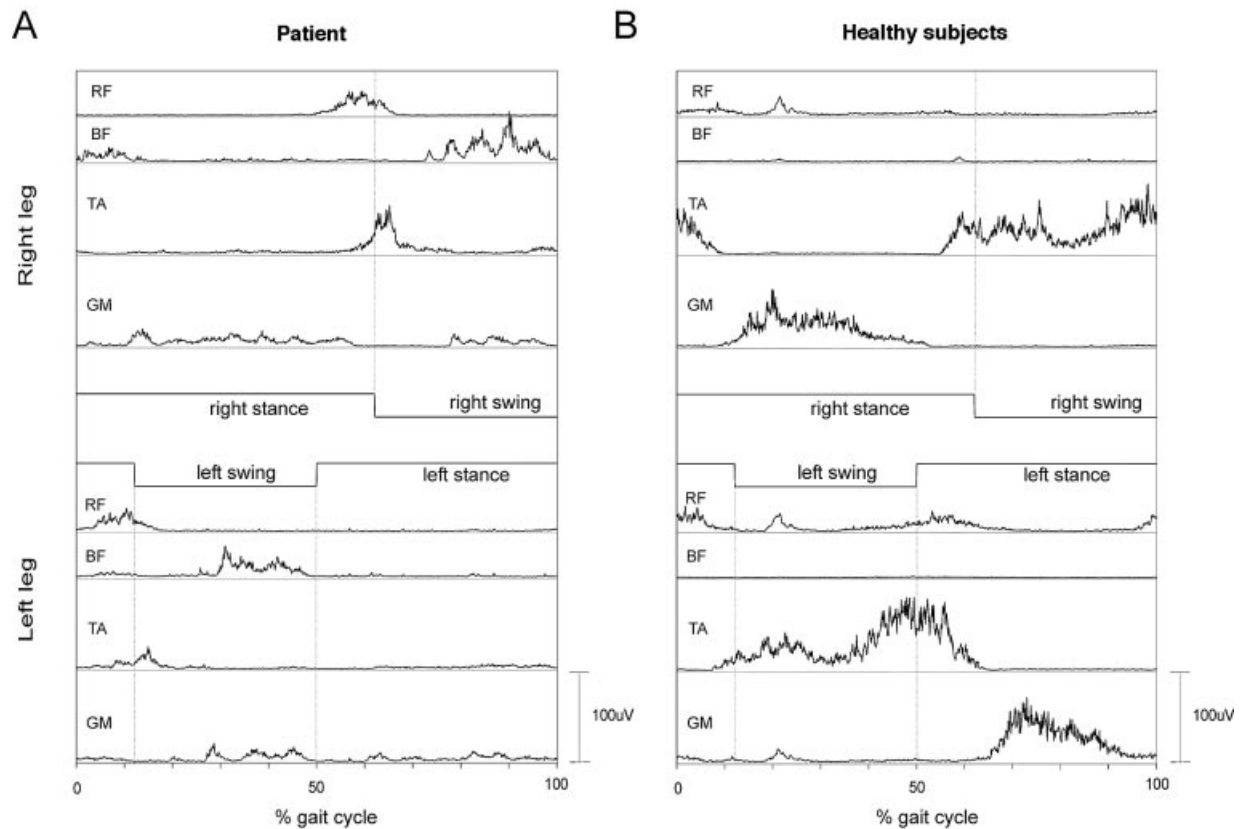 A
Patient
Right leg
RF
BF
TA
GM
right stance
right swing
left swing
left stance
Left leg
RF
BF
TA
GM
100uV
0
50
100
% gait cycle
B
Healthy subjects
RF
BF
TA
GM
right stance
right swing
left swing
left stance
RF
BF
TA
GM
100uV
0
50
100
% gait cycle